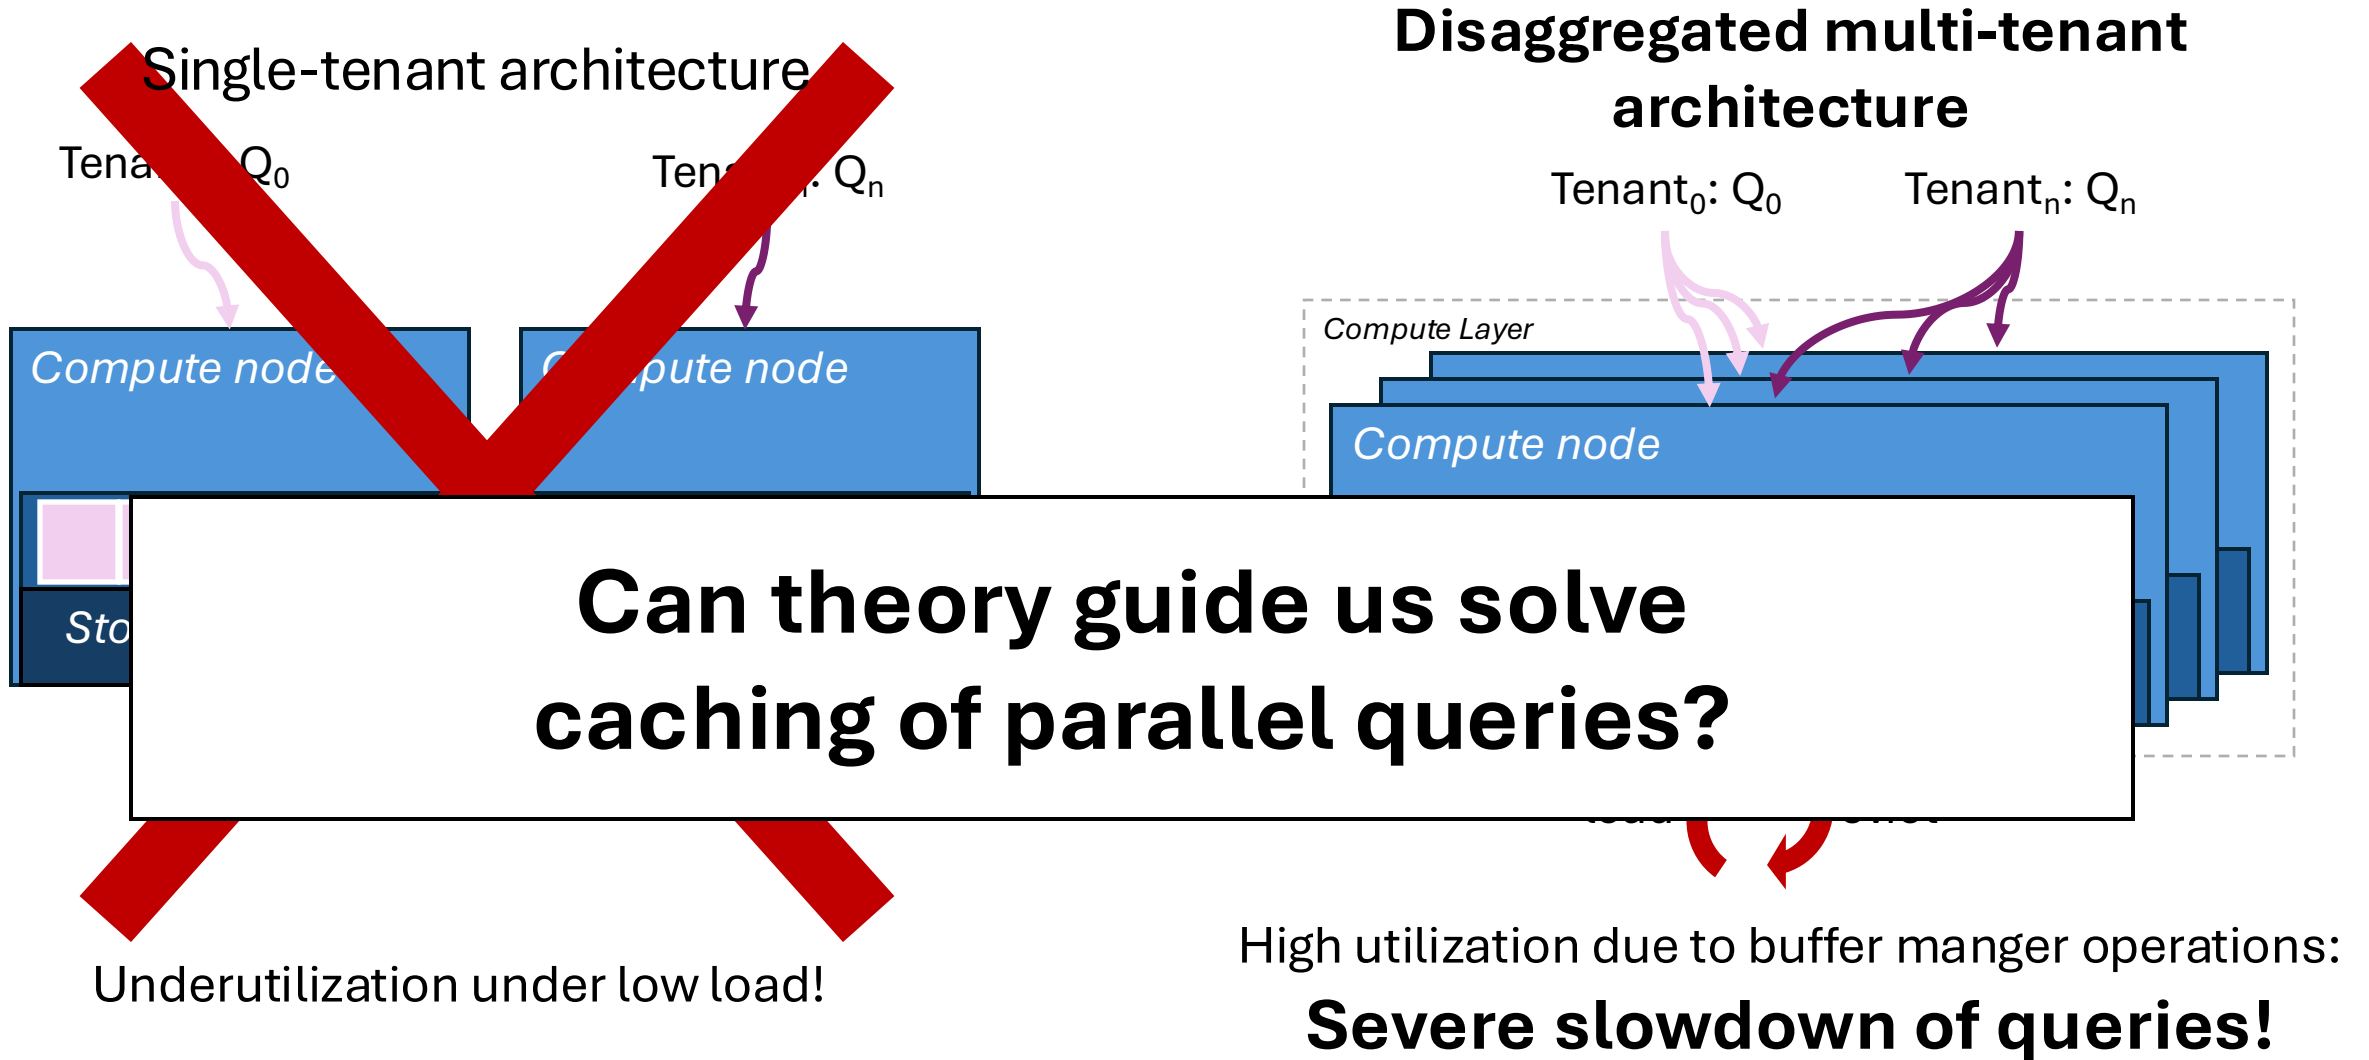 Single-tenant architecture
Q₀
Qₙ
Compute node
pute node
Sto
Underutilization under low load!
Disaggregated multi-tenant
architecture
Tenant₀: Q₀ Tenantₙ: Qₙ
Compute Layer
Compute node
Can theory guide us solve
caching of parallel queries?
High utilization due to buffer manger operations:
Severe slowdown of queries!